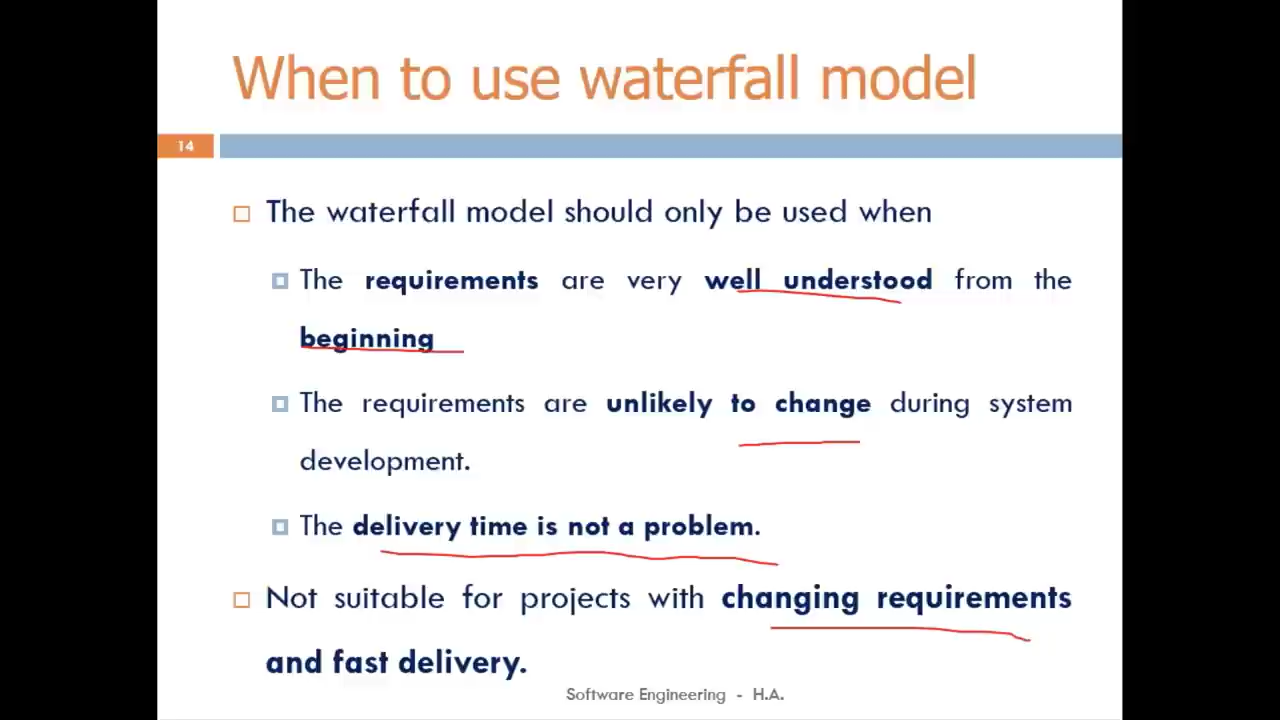 When to use waterfall model
14
The waterfall model should only be used when
The requirements are very well understood from the
beginning
The requirements are unlikely to change during system
development.
The delivery time is not a problem.
Not suitable for projects with changing requirements
and fast delivery.
Software Engineering - H.A.